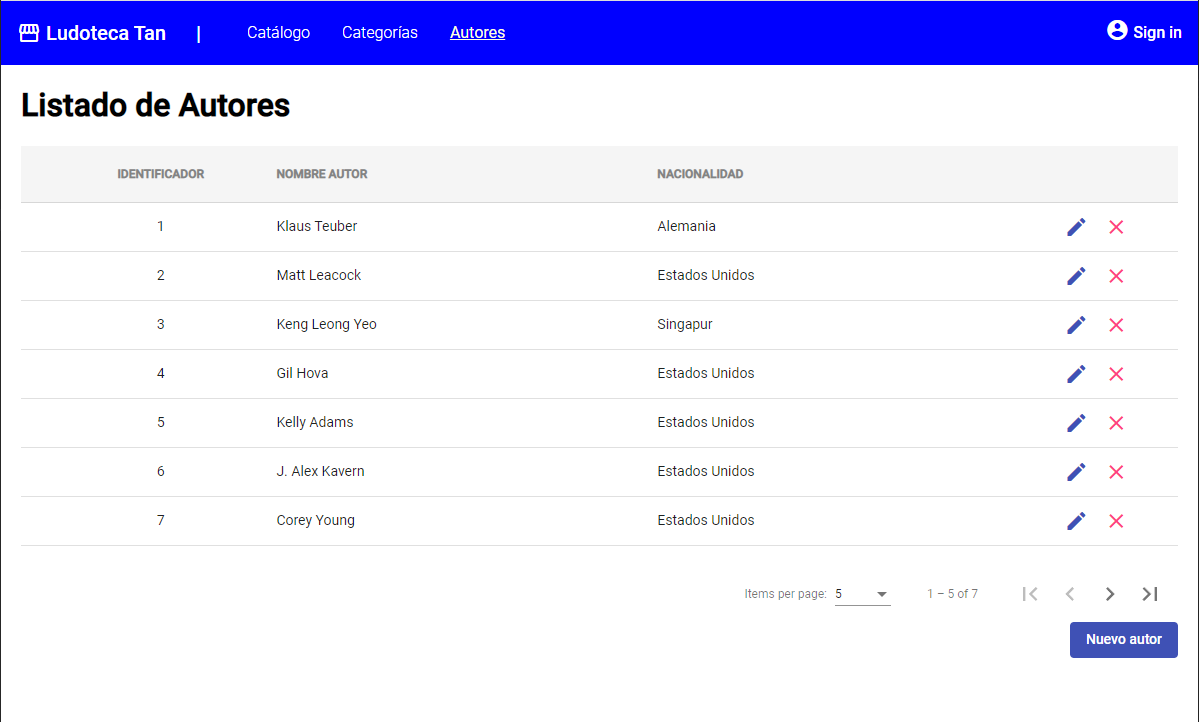 Ludoteca Tan | Catálogo Categorías Autores Sign in
Listado de Autores
IDENTIFICADOR NOMBRE AUTOR NACIONALIDAD
1 Klaus Teuber Alemania
2 Matt Leacock Estados Unidos
3 Keng Leong Yeo Singapur
4 Gil Hova Estados Unidos
5 Kelly Adams Estados Unidos
6 J. Alex Kavern Estados Unidos
7 Corey Young Estados Unidos
Items per page: 5 1 – 5 of 7
Nuevo autor